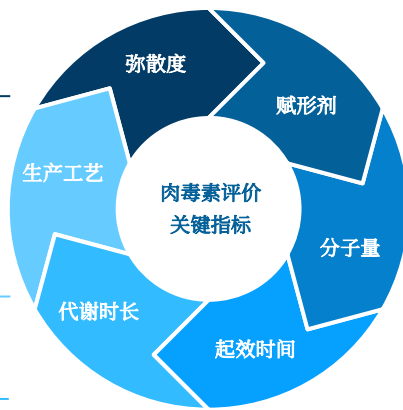 弥散度
赋形剂
生产工艺
肉毒素评价
关键指标
分子量
代谢时长
起效时间